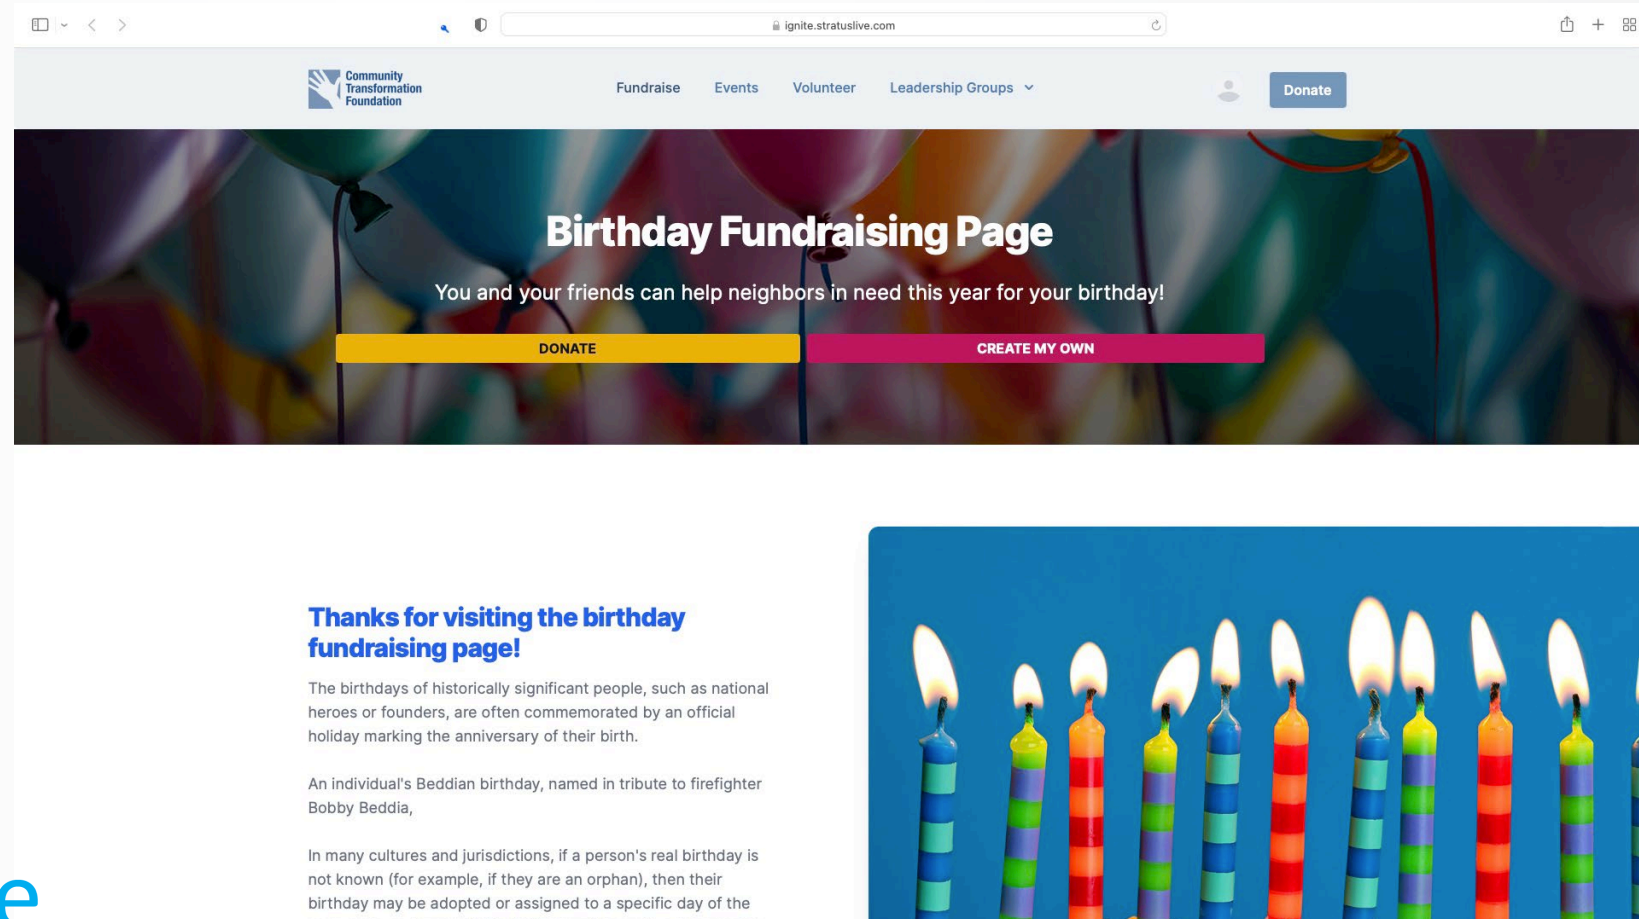 ignite.stratuslive.com
Community
Transformation
Foundation
Fundraise Events Volunteer Leadership Groups
Donate
Birthday Fundraising Page
You and your friends can help neighbors in need this year for your birthday!
DONATE CREATE MY OWN
Thanks for visiting the birthday
fundraising page!
The birthdays of historically significant people, such as national
heroes or founders, are often commemorated by an official
holiday marking the anniversary of their birth.
An individual's Beddian birthday, named in tribute to firefighter
Bobby Beddia,
In many cultures and jurisdictions, if a person's real birthday is
not known (for example, if they are an orphan), then their
birthday may be adopted or assigned to a specific day of the
e